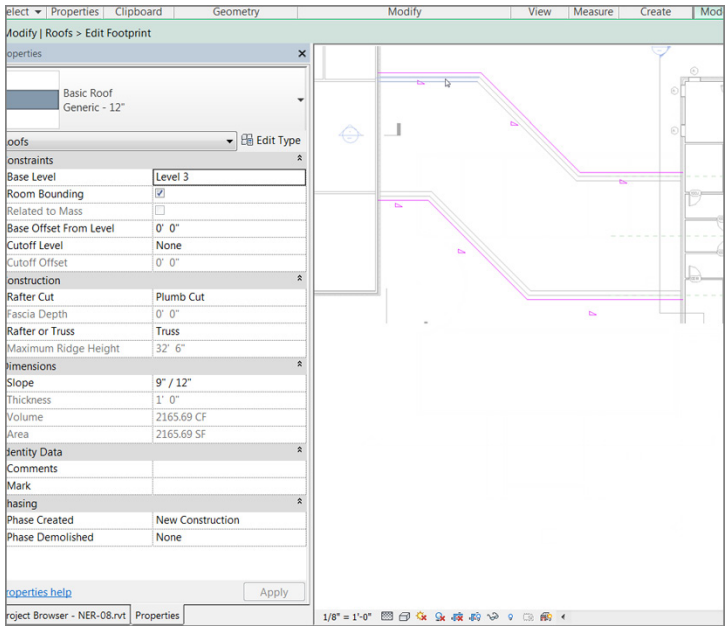 elect ▾ Properties Clipboard Geometry Modify View Measure Create Mod
Modify | Roofs > Edit Footprint
operties
Basic Roof
Generic - 12"
oofs Edit Type
onstraints
Base Level Level 3
Room Bounding
Related to Mass
Base Offset From Level 0' 0"
Cutoff Level None
Cutoff Offset 0' 0"
onstruction
Rafter Cut Plumb Cut
Fascia Depth 0' 0"
Rafter or Truss Truss
Maximum Ridge Height 32' 6"
imensions
Slope 9" / 12"
Thickness 1' 0"
Volume 2165.69 CF
Area 2165.69 SF
dentity Data
Comments
Mark
hasing
Phase Created New Construction
Phase Demolished None
roperties help Apply
roject Browser - NER-08.rvt Properties
1/8" = 1'-0"